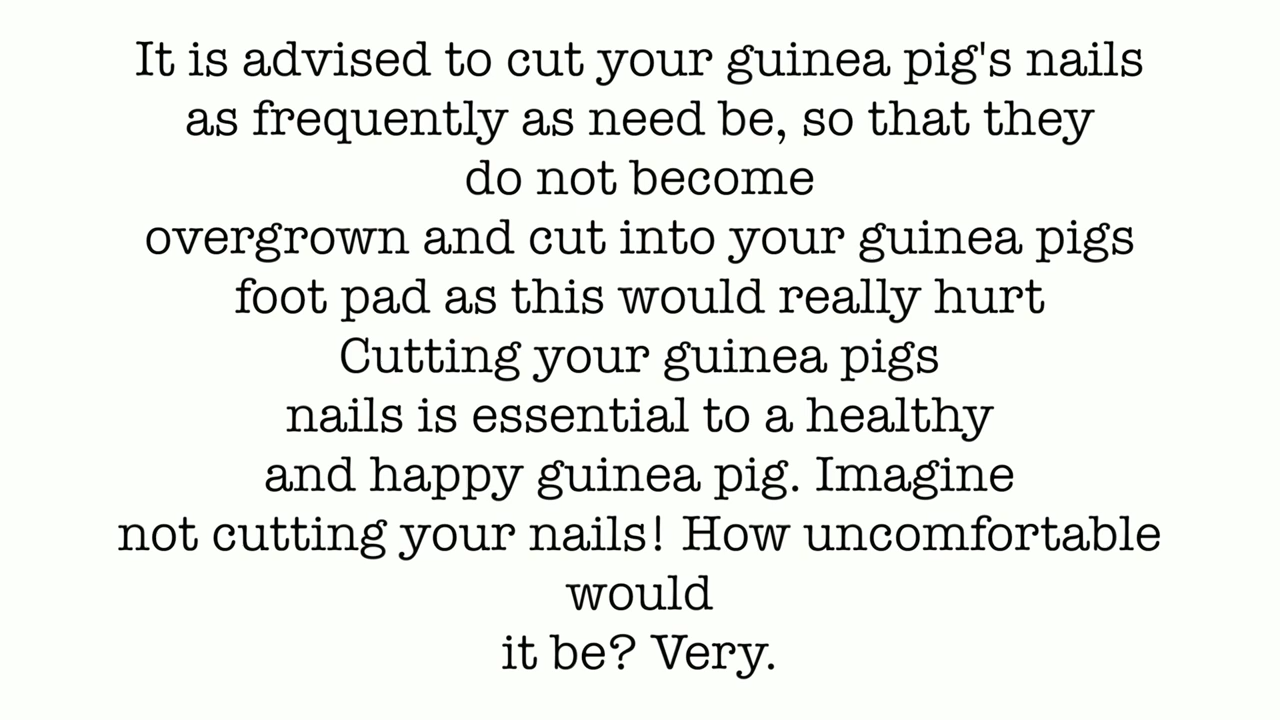 It is advised to cut your guinea pig's nails
as frequently as need be, so that they
do not become
overgrown and cut into your guinea pigs
foot pad as this would really hurt
Cutting your guinea pigs
nails is essential to a healthy
and happy guinea pig. Imagine
not cutting your nails! How uncomfortable
would
it be? Very.